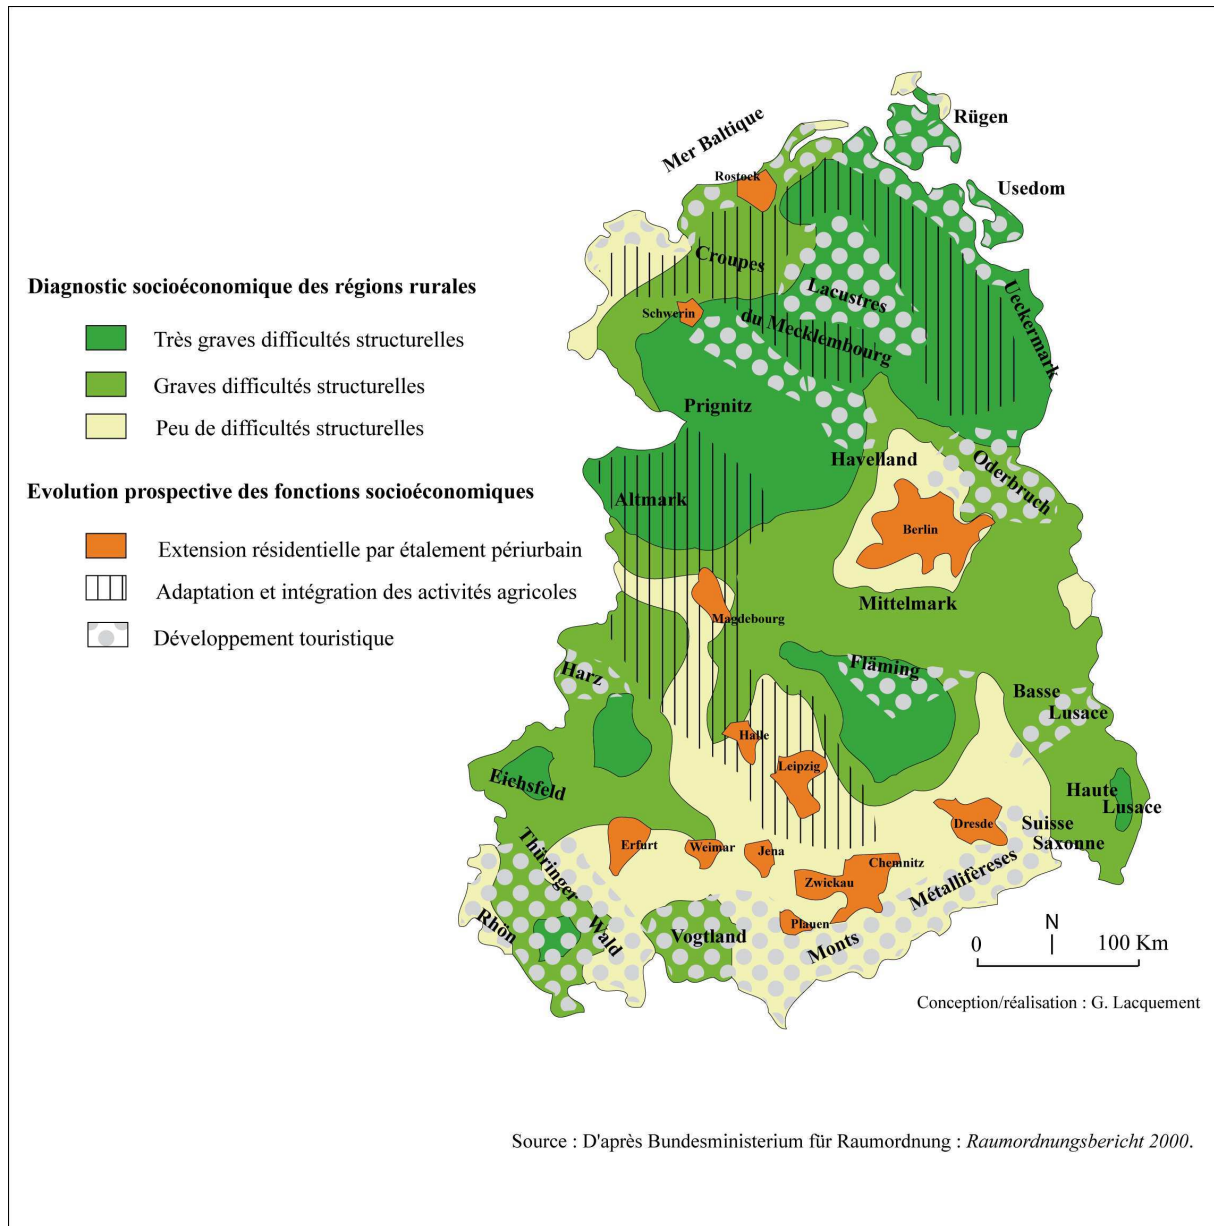 Mer Baltique
Rügen
Rostock
Usedom
Croupes
Lacustres
du Mecklembourg
Ueckermark
Schwerin
Diagnostic socioéconomique des régions rurales
Très graves difficultés structurelles
Graves difficultés structurelles
Peu de difficultés structurelles
Evolution prospective des fonctions socioéconomiques
Extension résidentielle par étalement périurbain
Adaptation et intégration des activités agricoles
Développement touristique
Prignitz
Havelland
Oderbruch
Altmark
Berlin
Mittelmark
Magdebourg
Fläming
Harz
Basse
Lusace
Halle
Leipzig
Eichsfeld
Haute
Lusace
Dresde
Suisse
Saxonne
Erfurt
Weimar
Jena
Chemnitz
Zwickau
Thüringer
Wald
Métallifèreses
Rhön
Vogtland
Plauen
Monts
N
0 100 Km
Conception/réalisation : G. Lacquement
Source : D'après Bundesministerium für Raumordnung : Raumordnungsbericht 2000.